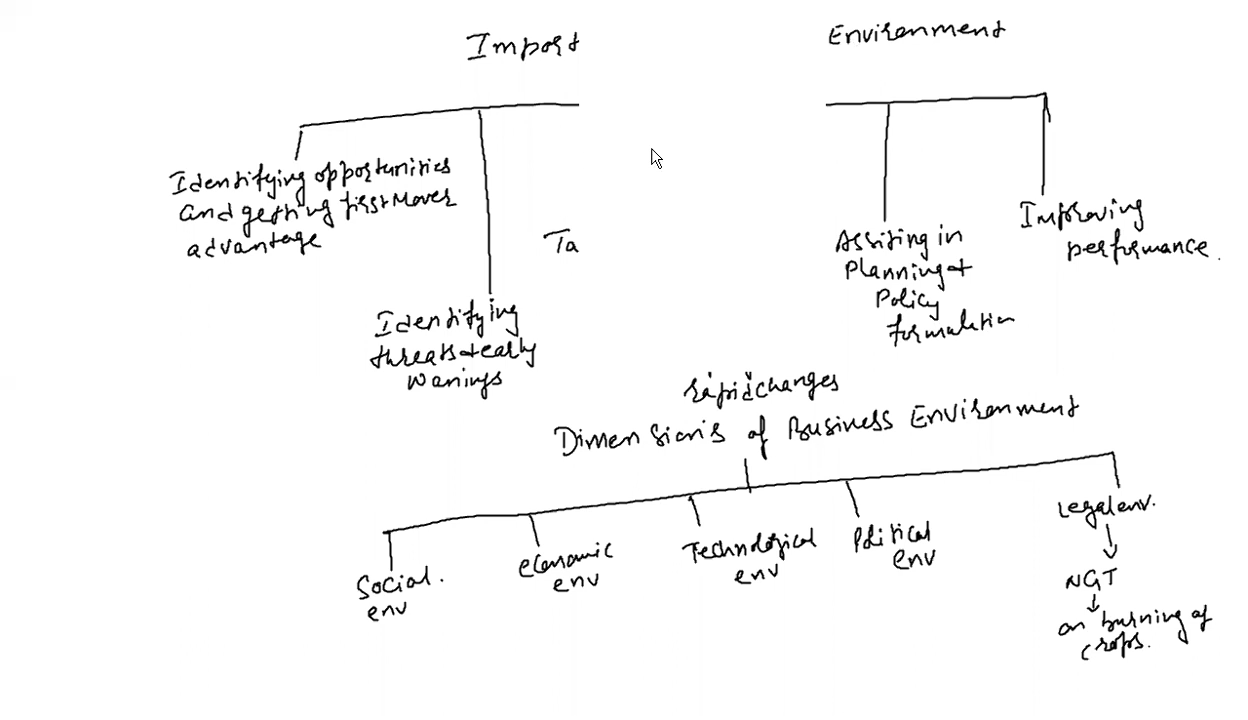 Import
Environment
Identifying opportunities
and getting first mover
advantage
Ta
Identifying
threats & early
wanings
Assiting in
Planning &
Policy
formulation
Improving
performance.
rapid changes
Dimensions of Business Environment
Social.
env
economic
env
Technological
env
Political
env
Legal env.
NGT
on burning of
crops.